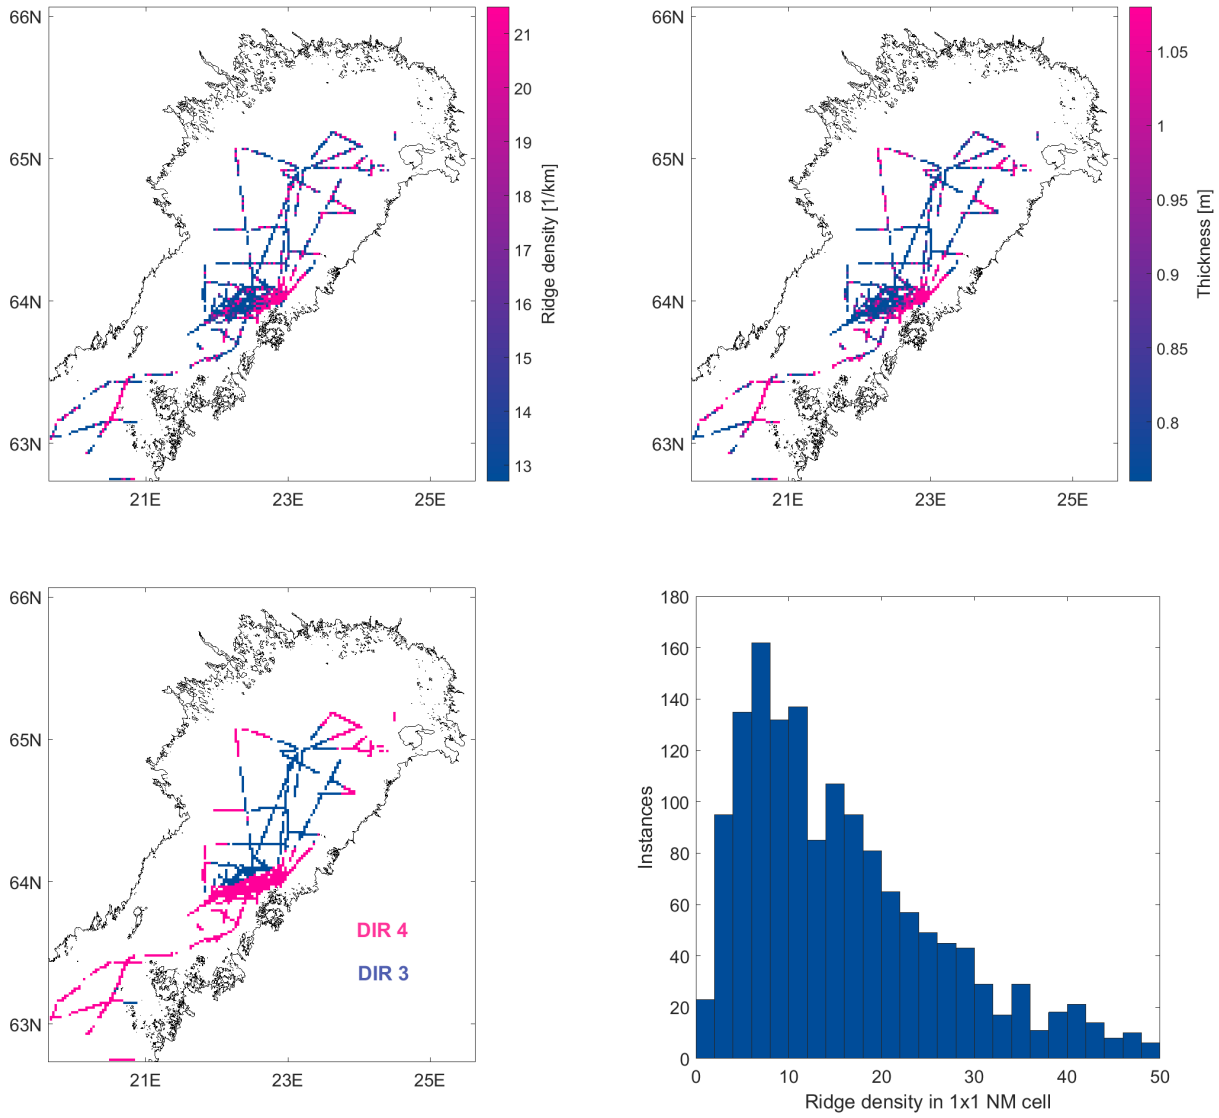 66N
65N
64N
63N
21E
23E
25E
21
20
19
18
17
16
15
14
13
Ridge density [1/km]
66N
65N
64N
63N
21E
23E
25E
1.05
1
0.95
0.9
0.85
0.8
Thickness [m]
66N
65N
64N
63N
21E
23E
25E
DIR 4
DIR 3
180
160
140
120
100
80
60
40
20
0
Instances
0
10
20
30
40
50
Ridge density in 1x1 NM cell